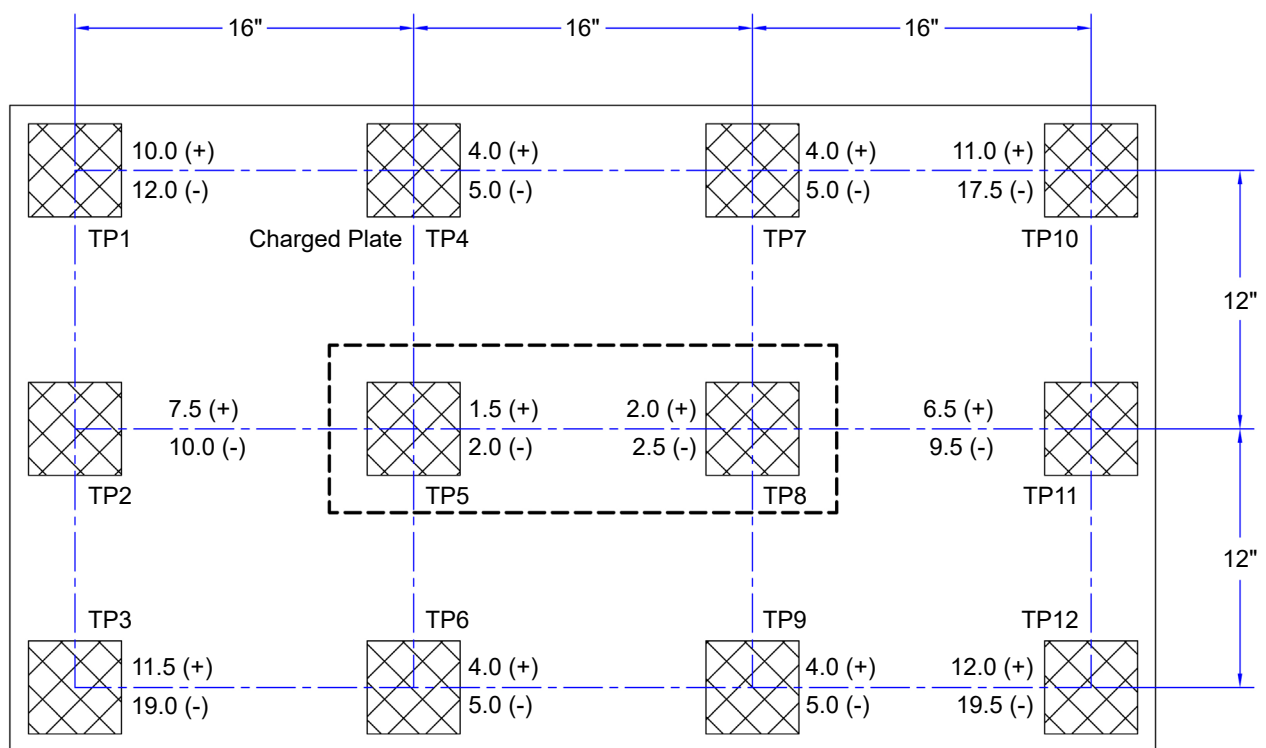 16" 16" 16"
10.0 (+) 4.0 (+) 4.0 (+) 11.0 (+)
12.0 (-) 5.0 (-) 5.0 (-) 17.5 (-)
TP1 Charged Plate TP4 TP7 TP10
12"
7.5 (+) 1.5 (+) 2.0 (+) 6.5 (+)
10.0 (-) 2.0 (-) 2.5 (-) 9.5 (-)
TP2 TP5 TP8 TP11
12"
TP3 TP6 TP9 TP12
11.5 (+) 4.0 (+) 4.0 (+) 12.0 (+)
19.0 (-) 5.0 (-) 5.0 (-) 19.5 (-)